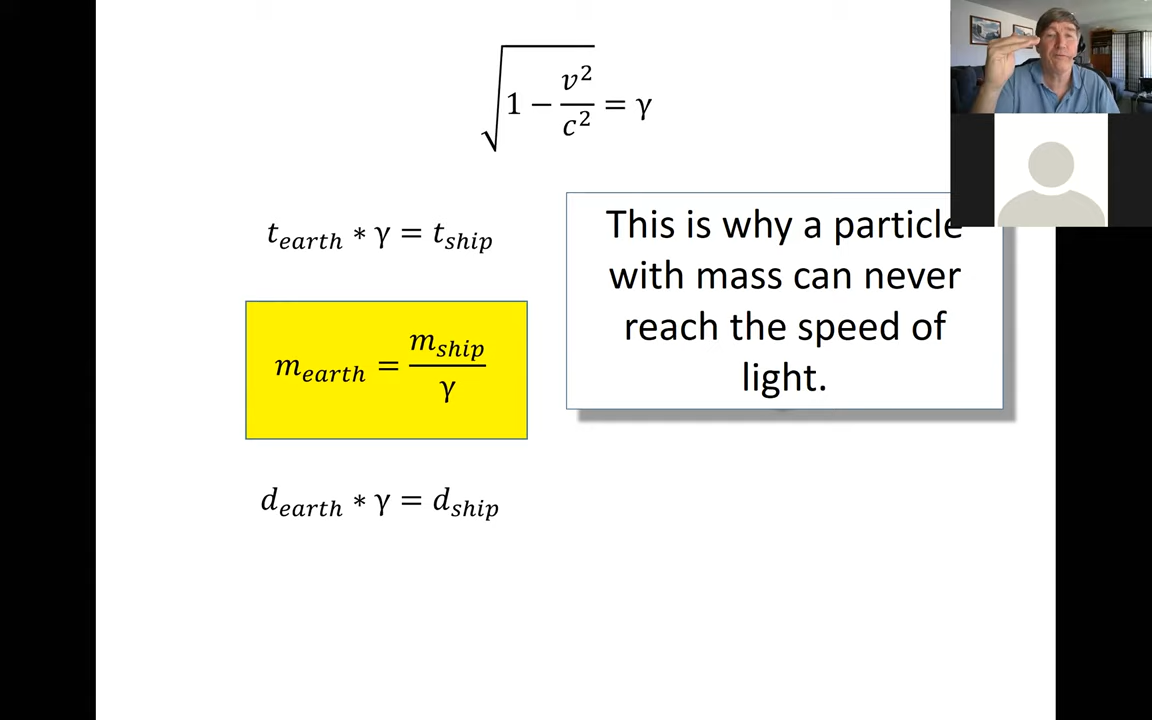 √(1 − v²/c²) = γ
t_earth ∗ γ = t_ship
This is why a particle
with mass can never
reach the speed of
light.
m_earth = m_ship/γ
d_earth ∗ γ = d_ship